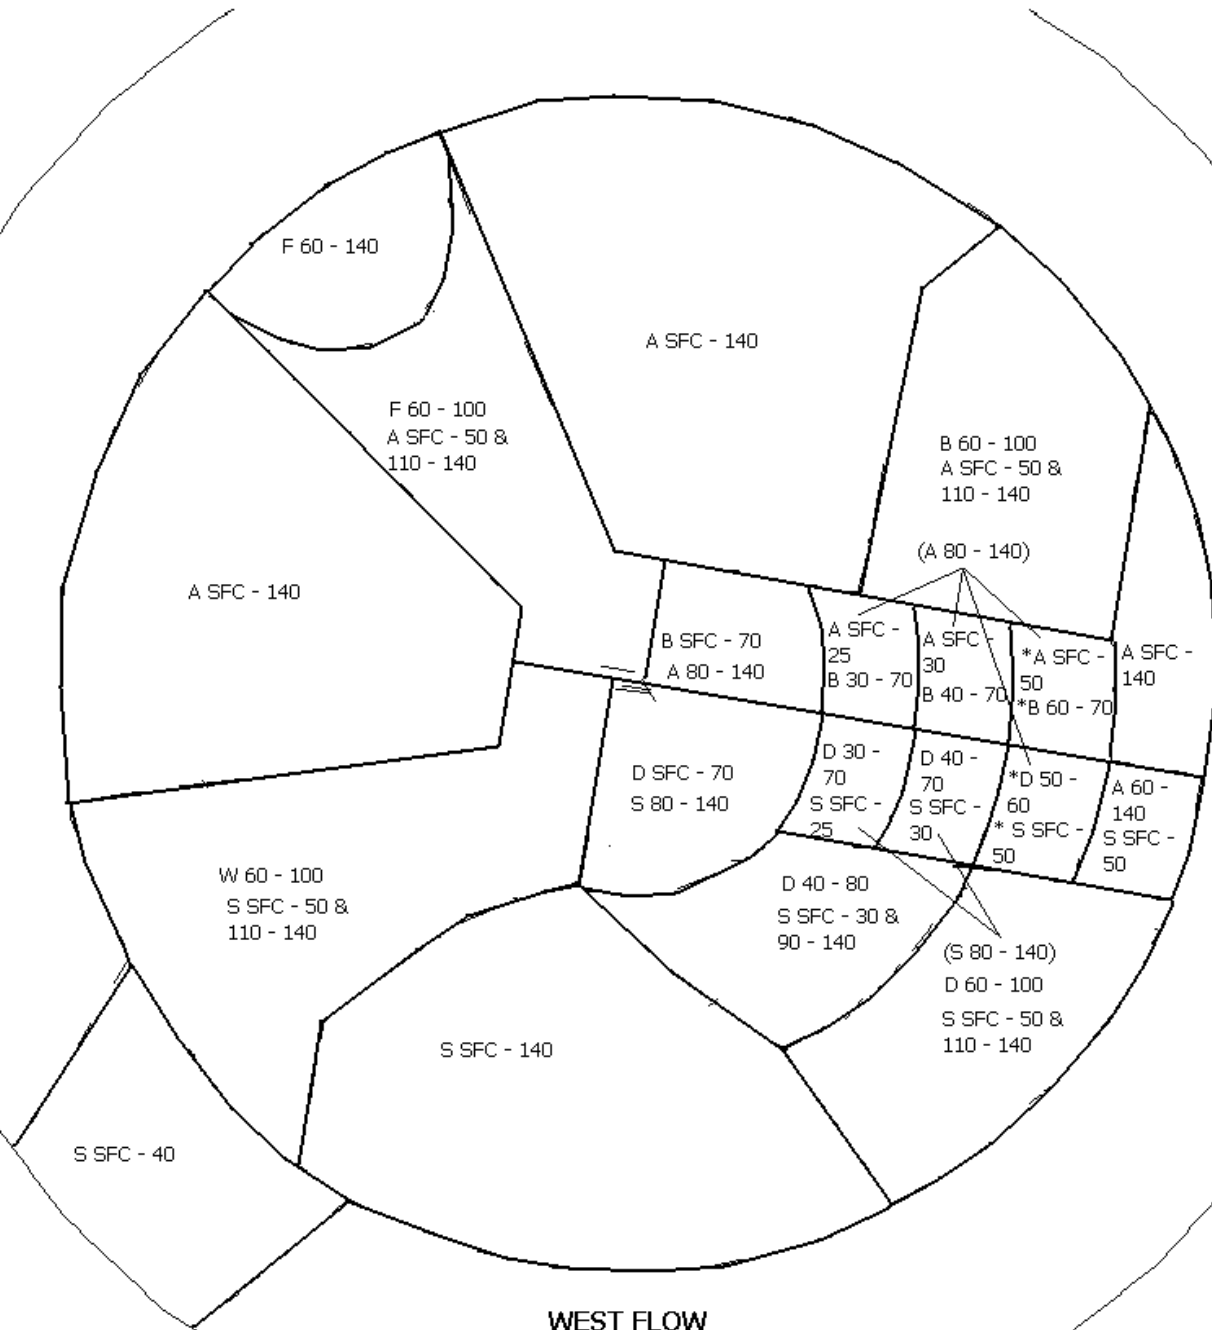 F 60 - 140
A SFC - 140
F 60 - 100
A SFC - 50 &
110 - 140
B 60 - 100
A SFC - 50 &
110 - 140
(A 80 - 140)
A SFC - 140
B SFC - 70
A 80 - 140
A SFC -
25
B 30 - 70
A SFC -
30
B 40 - 70
*A SFC -
50
*B 60 - 70
A SFC -
140
D SFC - 70
S 80 - 140
D 30 -
70
S SFC -
25
D 40 -
70
S SFC -
30
*D 50 -
60
* S SFC -
50
A 60 -
140
S SFC -
50
W 60 - 100
S SFC - 50 &
110 - 140
D 40 - 80
S SFC - 30 &
90 - 140
(S 80 - 140)
D 60 - 100
S SFC - 50 &
110 - 140
S SFC - 140
S SFC - 40
WEST FLOW